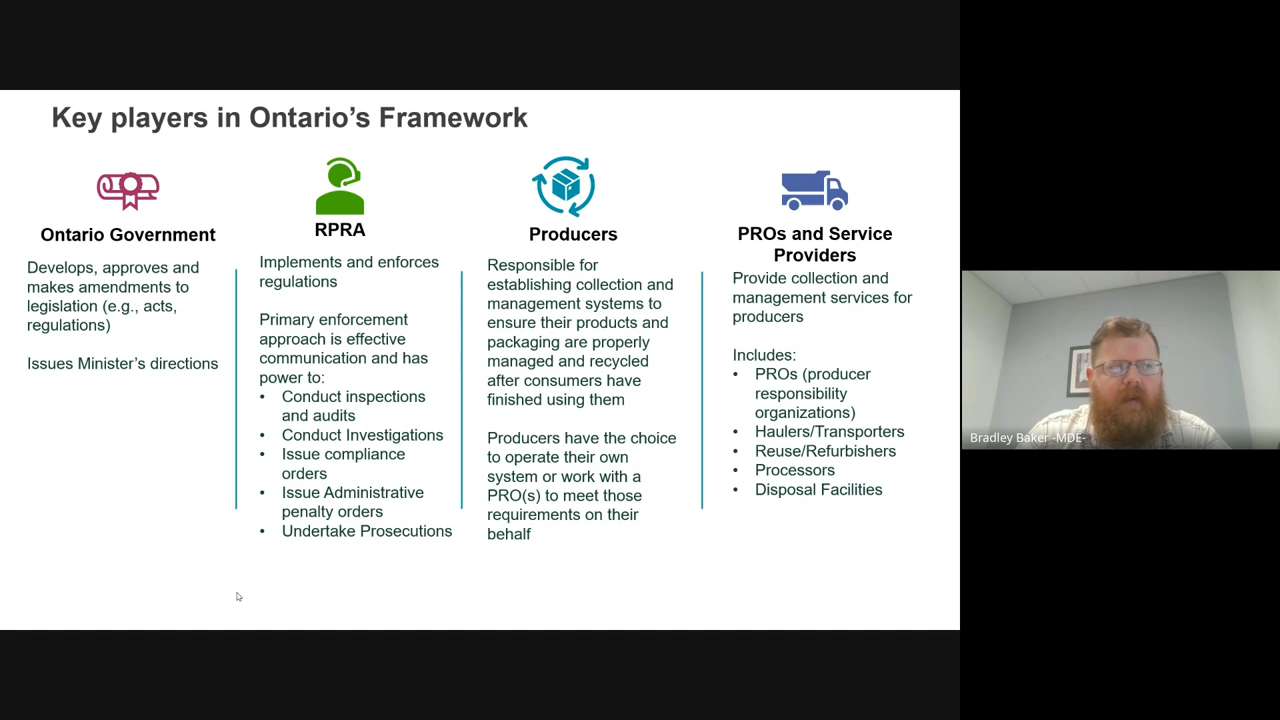 Key players in Ontario's Framework
Ontario Government
Develops, approves and
makes amendments to
legislation (e.g., acts,
regulations)
Issues Minister's directions
RPRA
Implements and enforces
regulations
Primary enforcement
approach is effective
communication and has
power to:
• Conduct inspections
and audits
• Conduct Investigations
• Issue compliance
orders
• Issue Administrative
penalty orders
• Undertake Prosecutions
Producers
Responsible for
establishing collection and
management systems to
ensure their products and
packaging are properly
managed and recycled
after consumers have
finished using them
Producers have the choice
to operate their own
system or work with a
PRO(s) to meet those
requirements on their
behalf
PROs and Service
Providers
Provide collection and
management services for
producers
Includes:
• PROs (producer
responsibility
organizations)
• Haulers/Transporters
• Reuse/Refurbishers
• Processors
• Disposal Facilities
Bradley Baker -MDE-